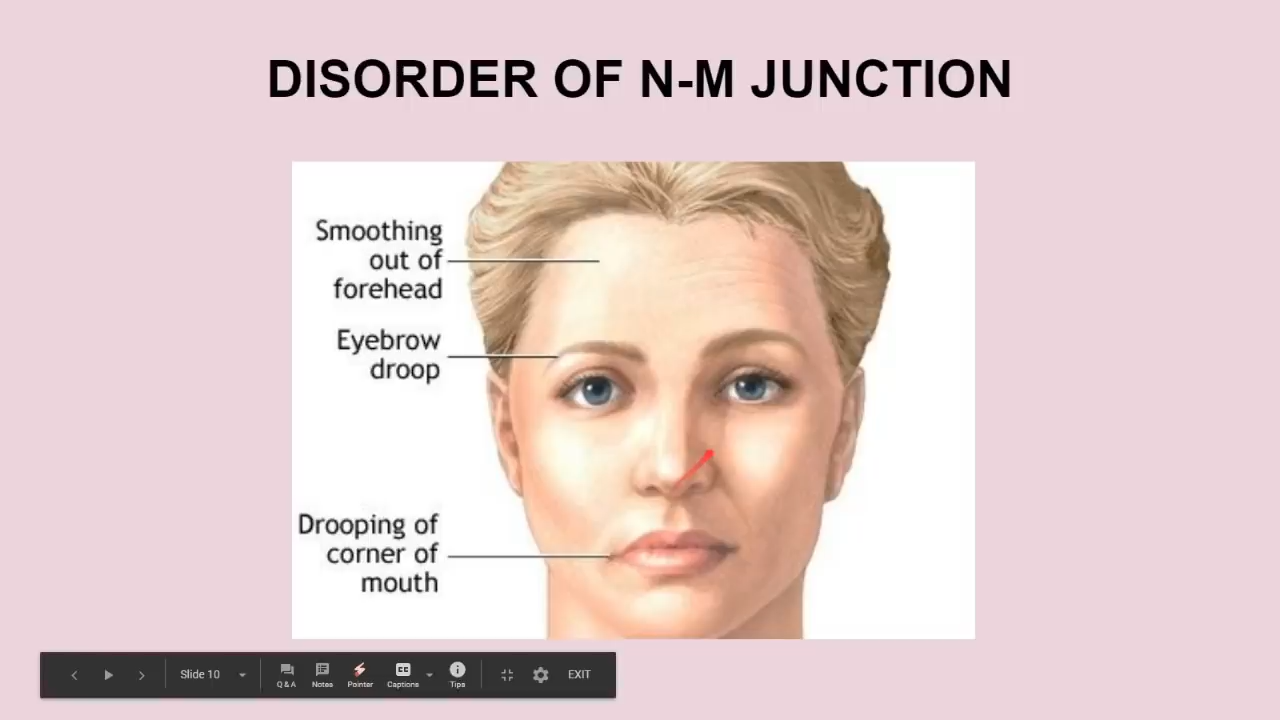 DISORDER OF N-M JUNCTION
Smoothing
out of
forehead
Eyebrow
droop
Drooping of
corner of
mouth
Slide 10
Q & A
Notes
Pointer
CC
Captions
Tips
EXIT